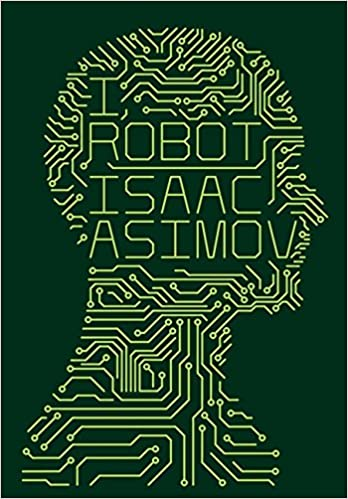 I,
ROBOT
ISAAC
ASIMOV